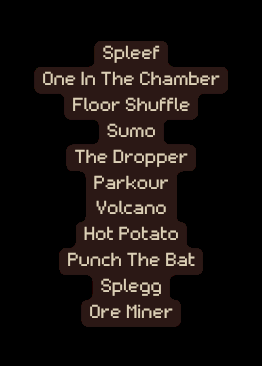 Spleef
One In The Chamber
Floor Shuffle
Sumo
The Dropper
Parkour
Volcano
Hot Potato
Punch The Bat
Splegg
Ore Miner